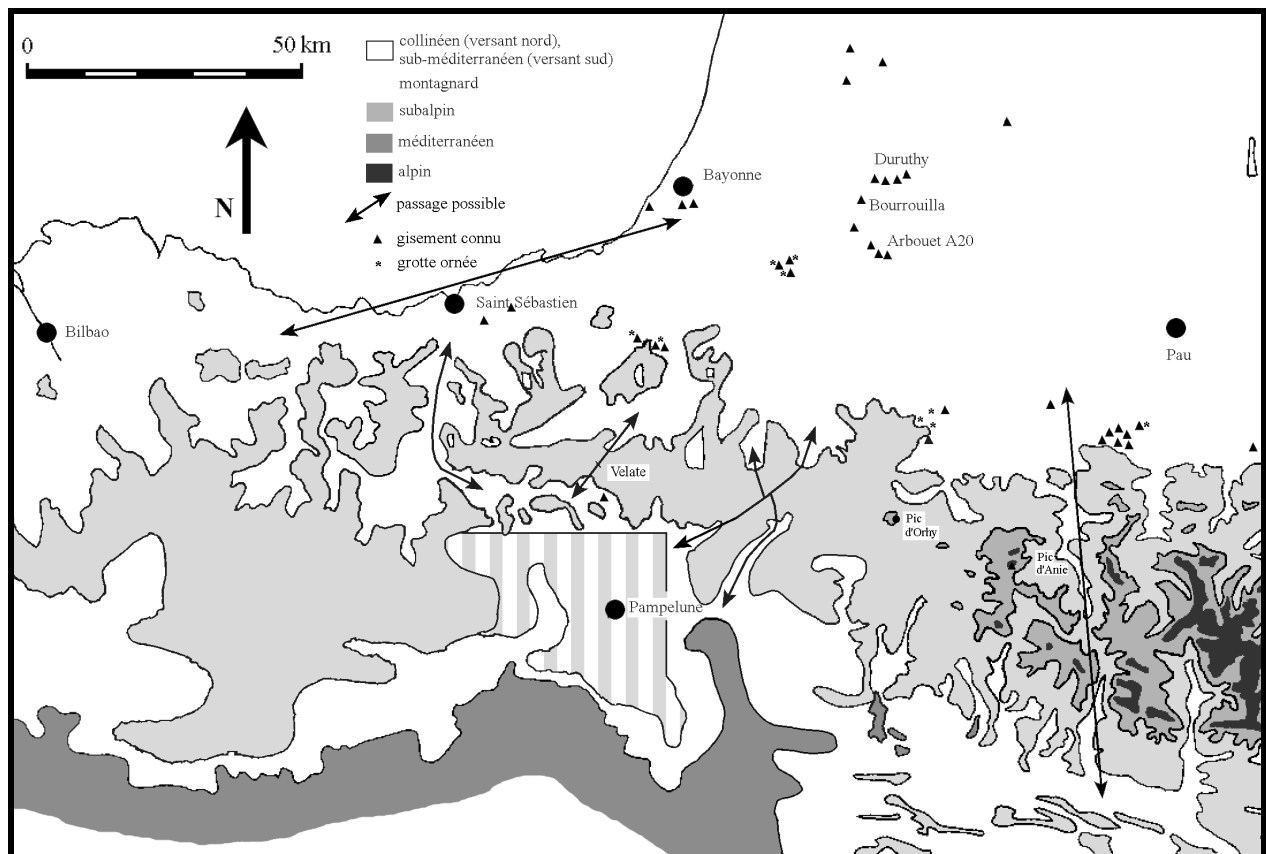 0
50 km
collinéen (versant nord),
sub-méditerranéen (versant sud)
montagnard
subalpin
méditerranéen
alpin
passage possible
gisement connu
grotte ornée
N
Bayonne
Duruthy
Bourrouilla
Arbouet A20
Saint Sébastien
Bilbao
Pau
Velate
Pic
d'Orhy
Pic
d'Anie
Pampelune